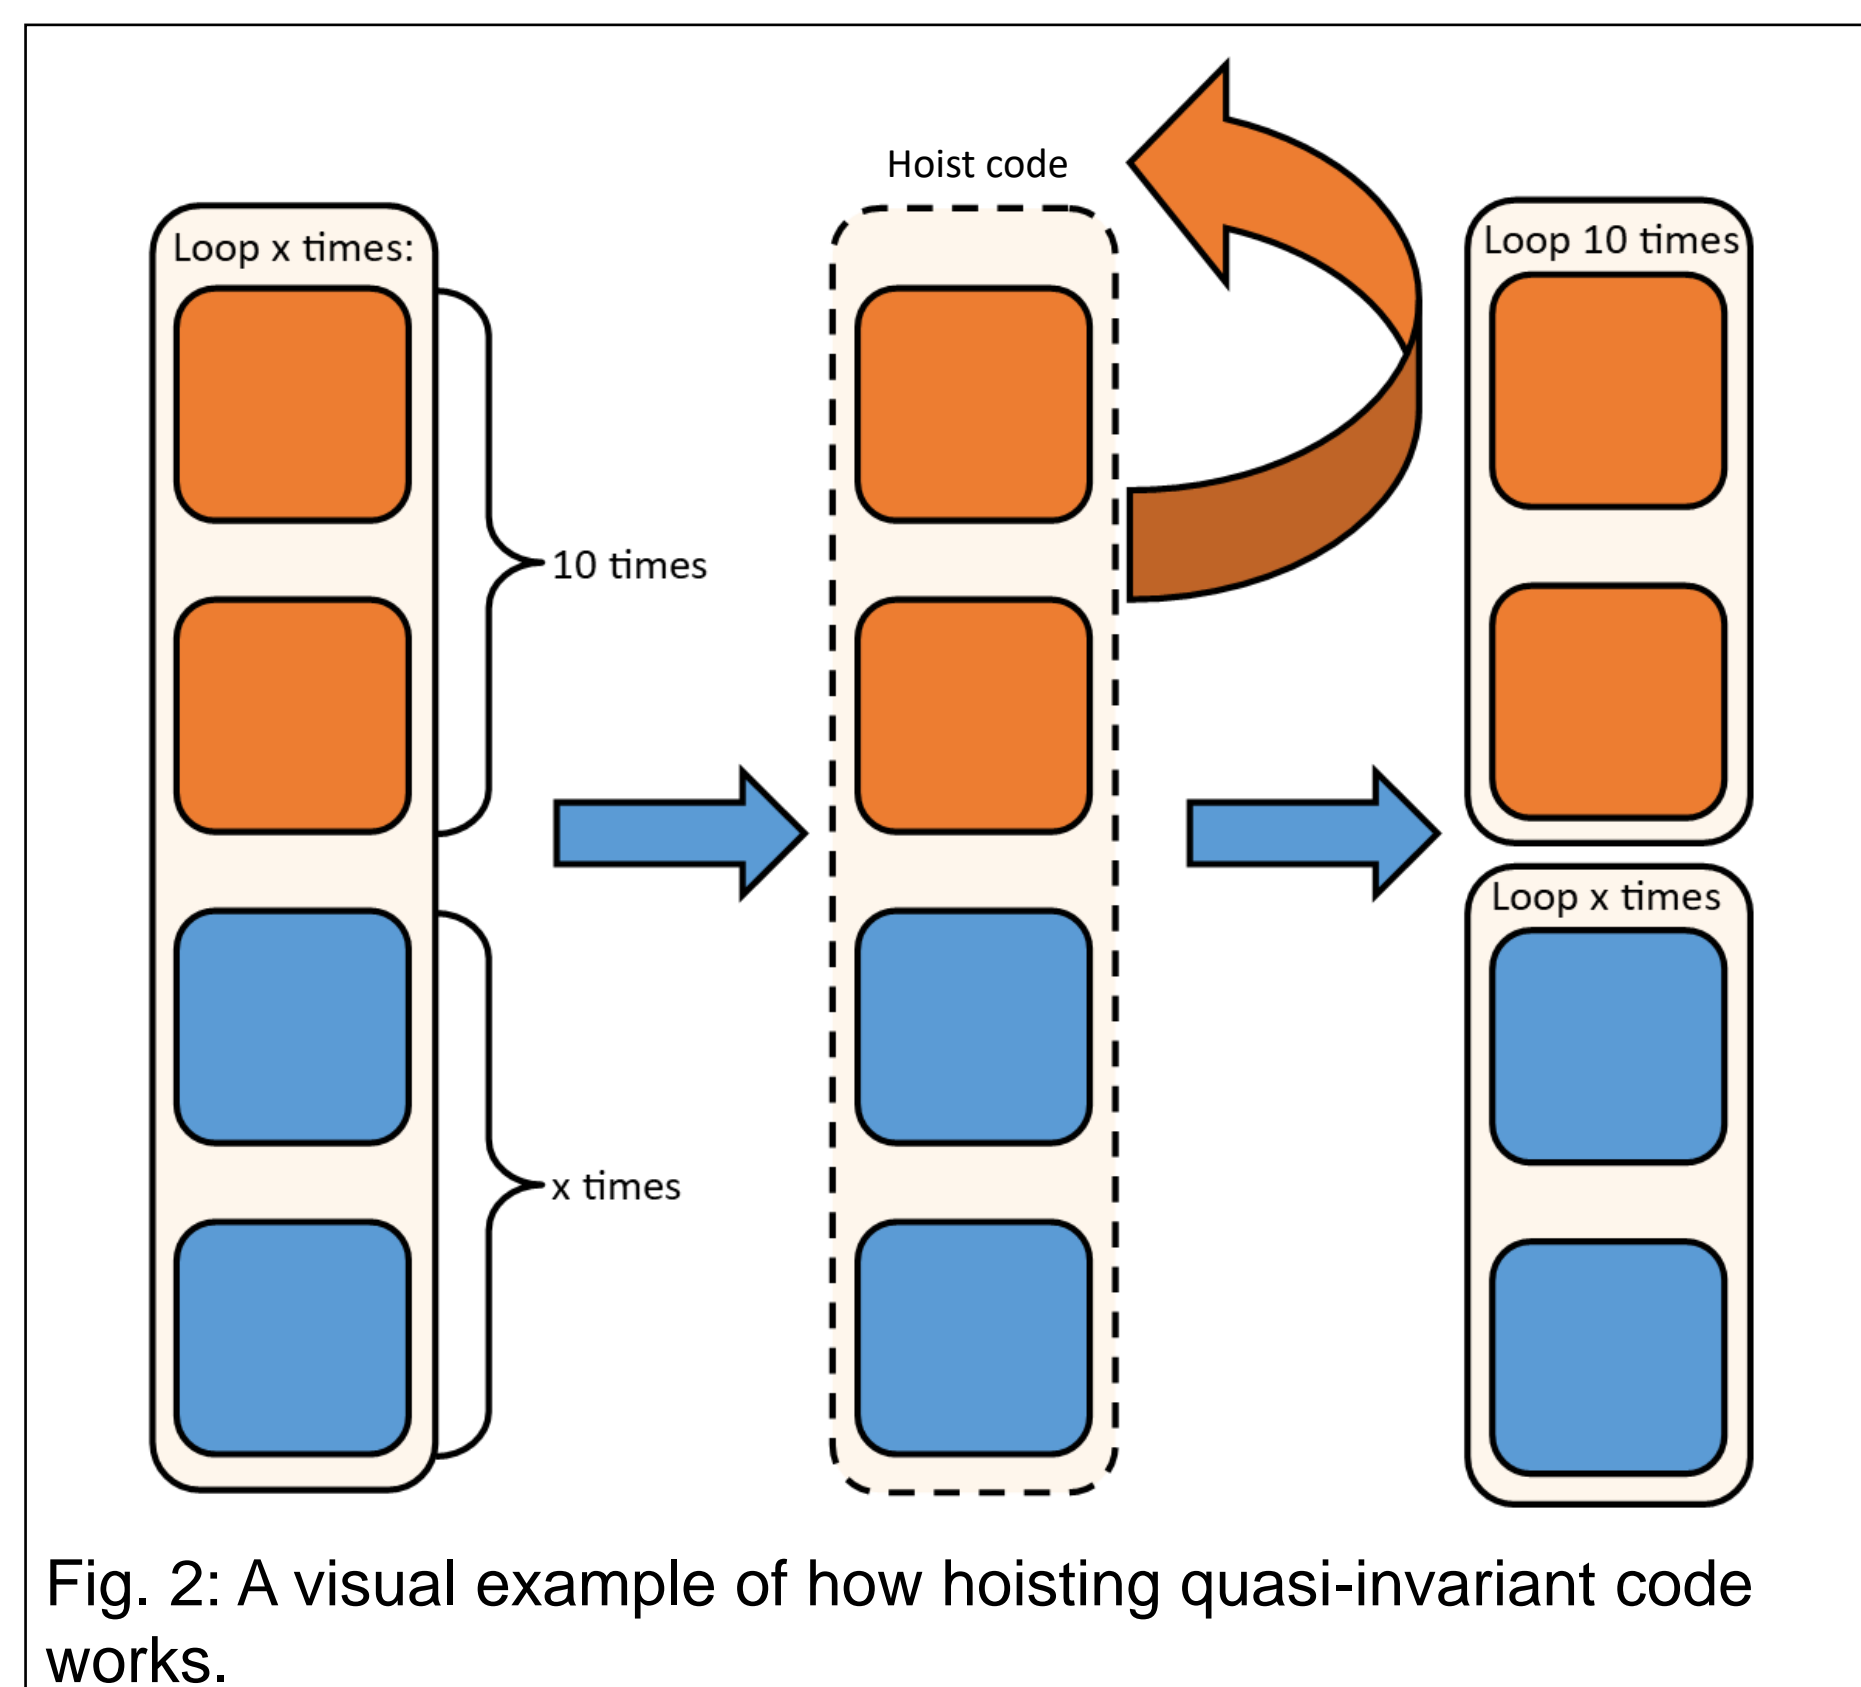 Hoist code
Loop x times:
10 times
x times
Loop 10 times
Loop x times
Fig. 2: A visual example of how hoisting quasi-invariant code
works.